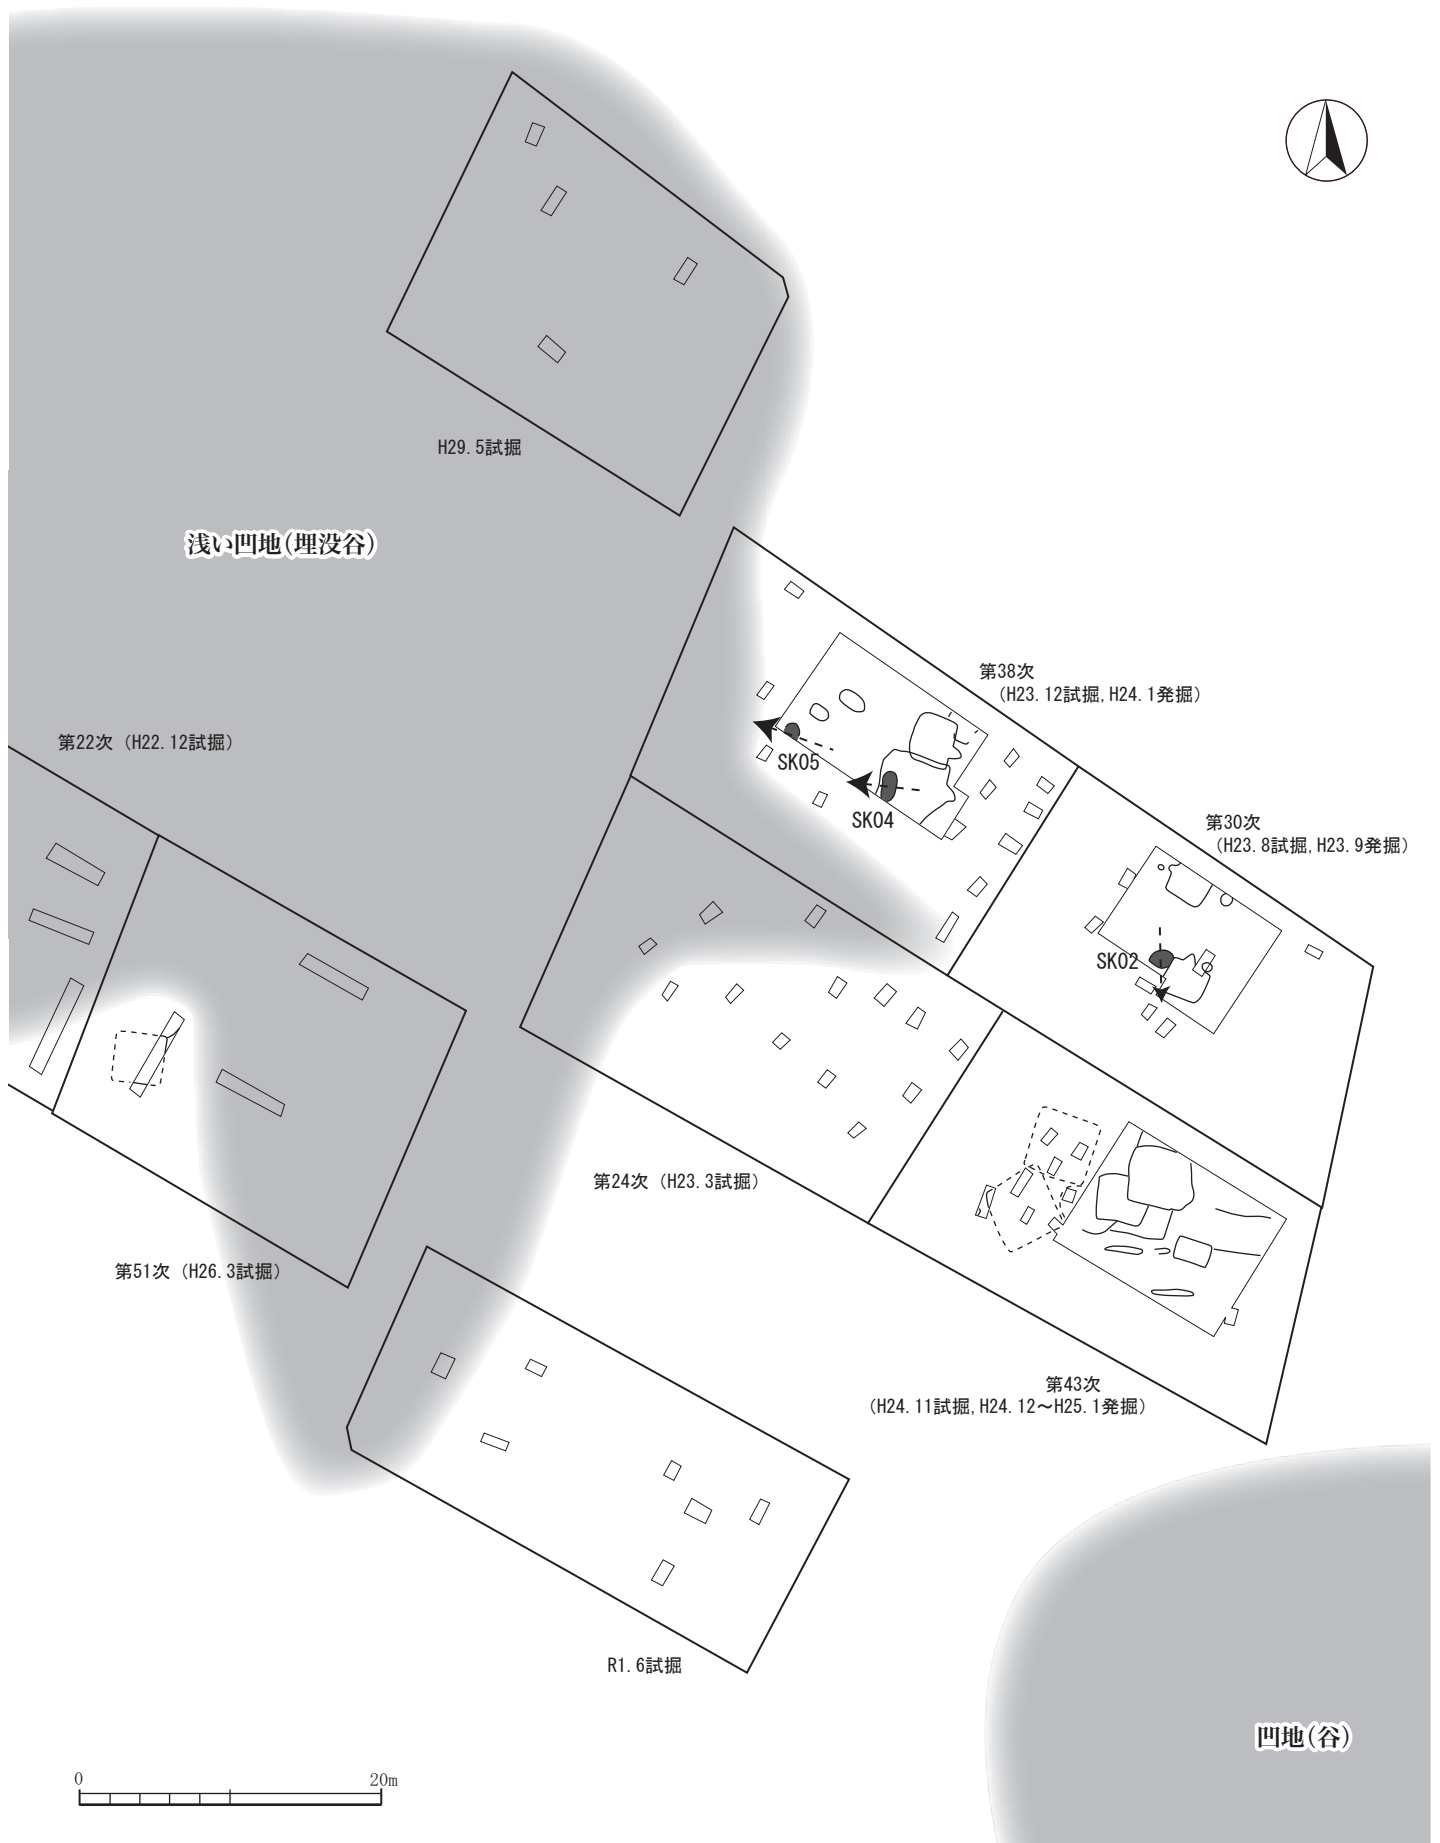 H29.5試掘
浅い凹地(埋没谷)
第38次
(H23.12試掘,H24.1発掘)
第22次 (H22.12試掘)
SK05
SK04
第30次
(H23.8試掘,H23.9発掘)
SK02
第24次 (H23.3試掘)
第51次 (H26.3試掘)
第43次
(H24.11試掘,H24.12～H25.1発掘)
R1.6試掘
凹地(谷)
0 20m